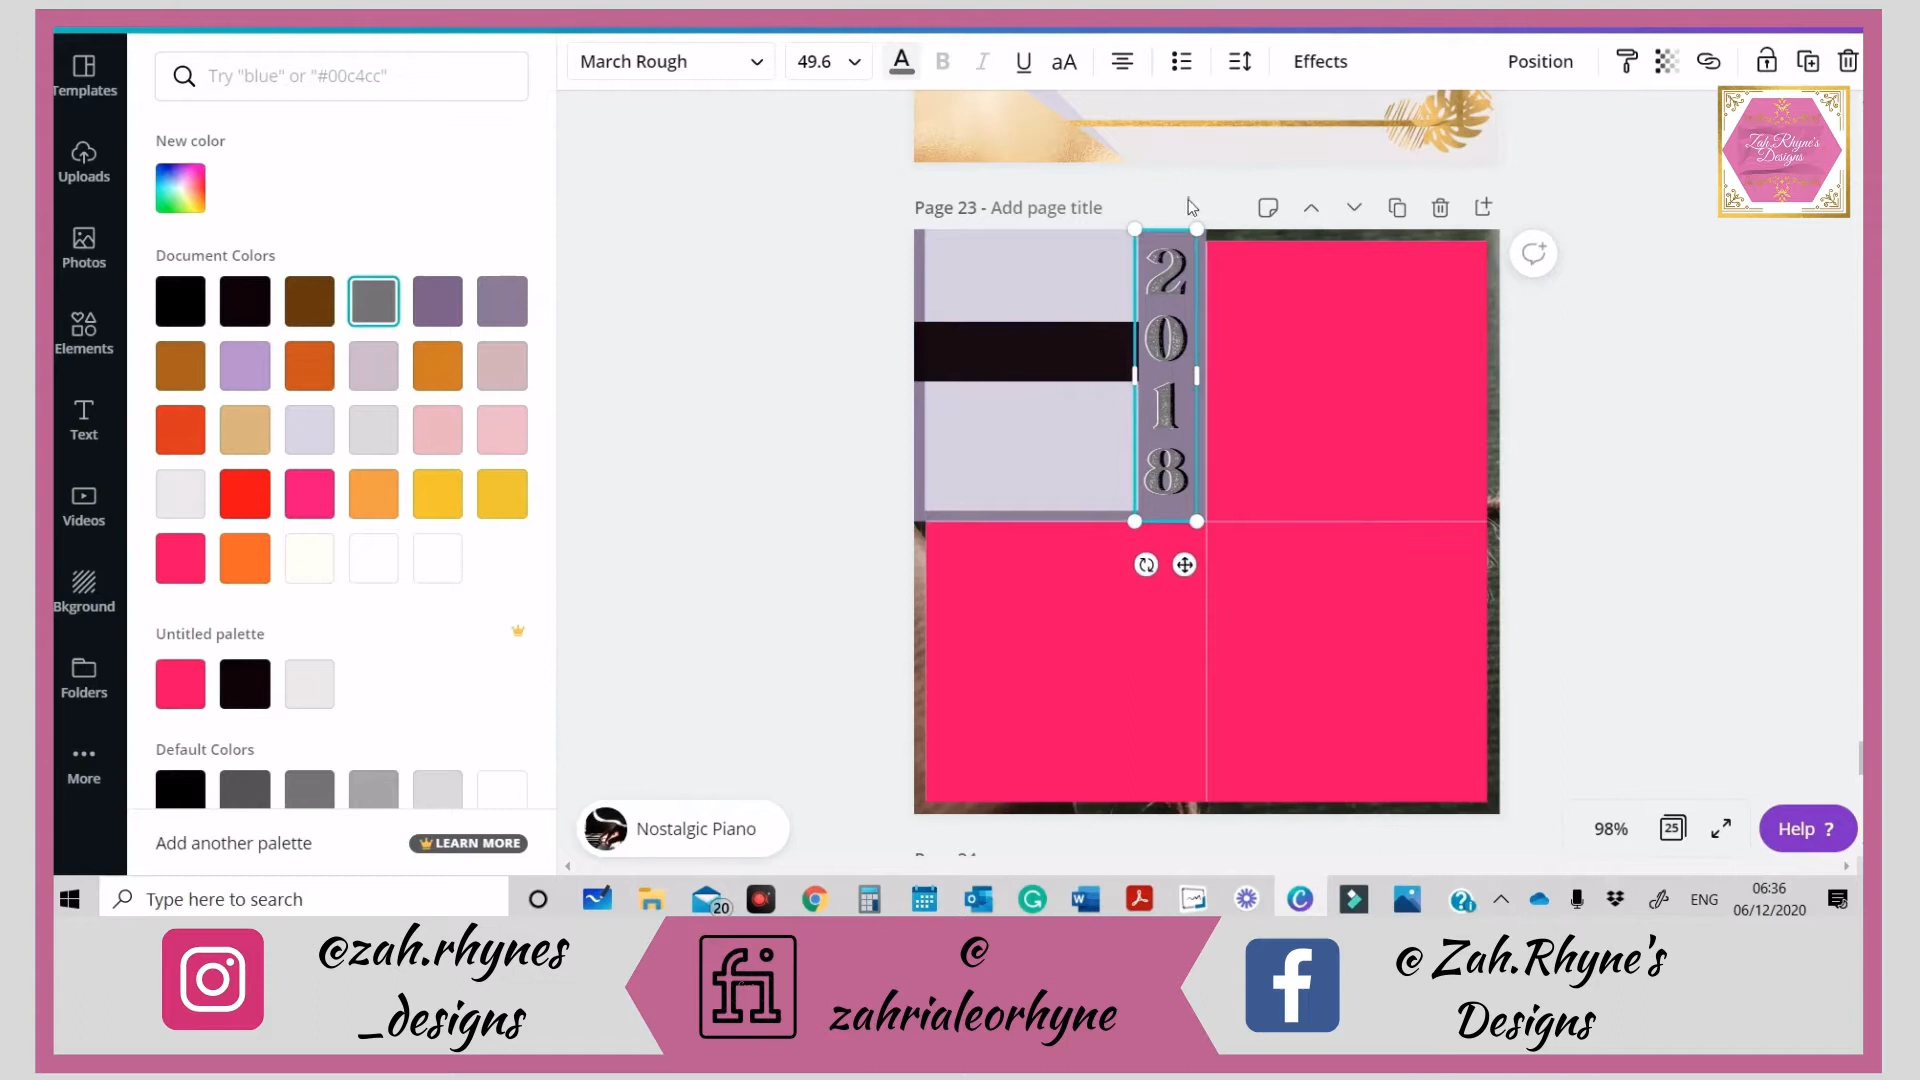 March Rough
49.6
A
B
I
U
aA
Effects
Position
Templates
Uploads
Photos
Elements
Text
Videos
Bkground
Folders
More
Try "blue" or "#00c4cc"
New color
Document Colors
Untitled palette
Default Colors
Add another palette
LEARN MORE
Zah.Rhyne's
Designs
Page 23 - Add page title
2
0
1
8
Nostalgic Piano
98%
25
Help ?
Type here to search
20
ENG
06:36
06/12/2020
@zah.rhynes
_designs
fi
@
zahrialeorhyne
f
@ Zah.Rhyne's
Designs